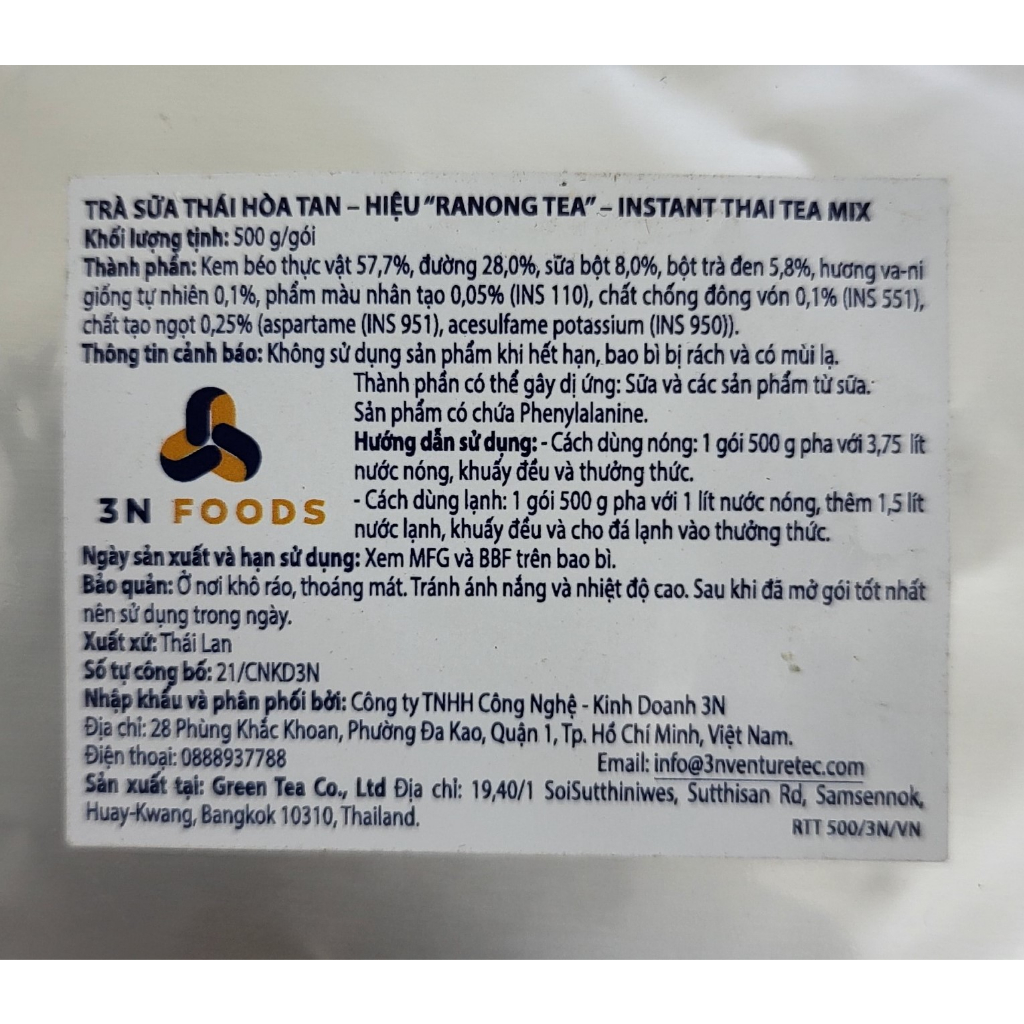 TRÀ SỮA THÁI HÒA TAN – HIỆU “RANONG TEA” – INSTANT THAI TEA MIX
Khối lượng tịnh: 500 g/gói
Thành phần: Kem béo thực vật 57,7%, đường 28,0%, sữa bột 8,0%, bột trà đen 5,8%, hương va-ni
giống tự nhiên 0,1%, phẩm màu nhân tạo 0,05% (INS 110), chất chống đông vón 0,1% (INS 551),
chất tạo ngọt 0,25% (aspartame (INS 951), acesulfame potassium (INS 950)).
Thông tin cảnh báo: Không sử dụng sản phẩm khi hết hạn, bao bì bị rách và có mùi lạ.
Thành phần có thể gây dị ứng: Sữa và các sản phẩm từ sữa.
Sản phẩm có chứa Phenylalanine.
Hướng dẫn sử dụng: - Cách dùng nóng: 1 gói 500 g pha với 3,75 lít
nước nóng, khuấy đều và thưởng thức.
- Cách dùng lạnh: 1 gói 500 g pha với 1 lít nước nóng, thêm 1,5 lít
nước lạnh, khuấy đều và cho đá lạnh vào thưởng thức.
3N FOODS
Ngày sản xuất và hạn sử dụng: Xem MFG và BBF trên bao bì.
Bảo quản: Ở nơi khô ráo, thoáng mát. Tránh ánh nắng và nhiệt độ cao. Sau khi đã mở gói tốt nhất
nên sử dụng trong ngày.
Xuất xứ: Thái Lan
Số tự công bố: 21/CNKD3N
Nhập khẩu và phân phối bởi: Công ty TNHH Công Nghệ - Kinh Doanh 3N
Địa chỉ: 28 Phùng Khắc Khoan, Phường Đa Kao, Quận 1, Tp. Hồ Chí Minh, Việt Nam.
Điện thoại: 0888937788 Email: info@3nventuretec.com
Sản xuất tại: Green Tea Co., Ltd Địa chỉ: 19,40/1 SoiSutthiniwes, Sutthisan Rd, Samsennok,
Huay-Kwang, Bangkok 10310, Thailand.
RTT 500/3N/VN